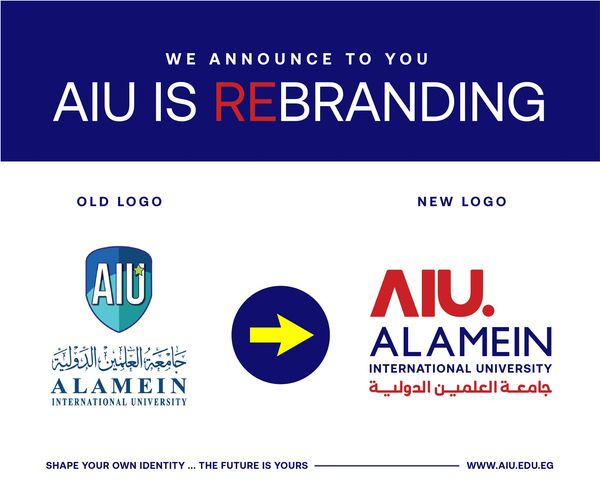 WE ANNOUNCE TO YOU
AIU IS REBRANDING
OLD LOGO
NEW LOGO
AIU
جامعة العلمين الدولية
ALAMEIN
INTERNATIONAL UNIVERSITY
AIU.
ALAMEIN
INTERNATIONAL UNIVERSITY
جامعة العلمين الدولية
SHAPE YOUR OWN IDENTITY ... THE FUTURE IS YOURS
WWW.AIU.EDU.EG